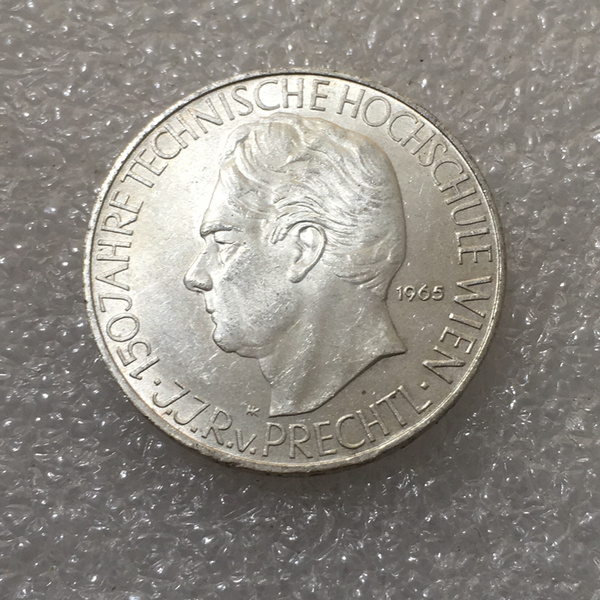 150 JAHRE TECHNISCHE HOCHSCHULE WIEN
J.J.R.v. PRECHTL
1965